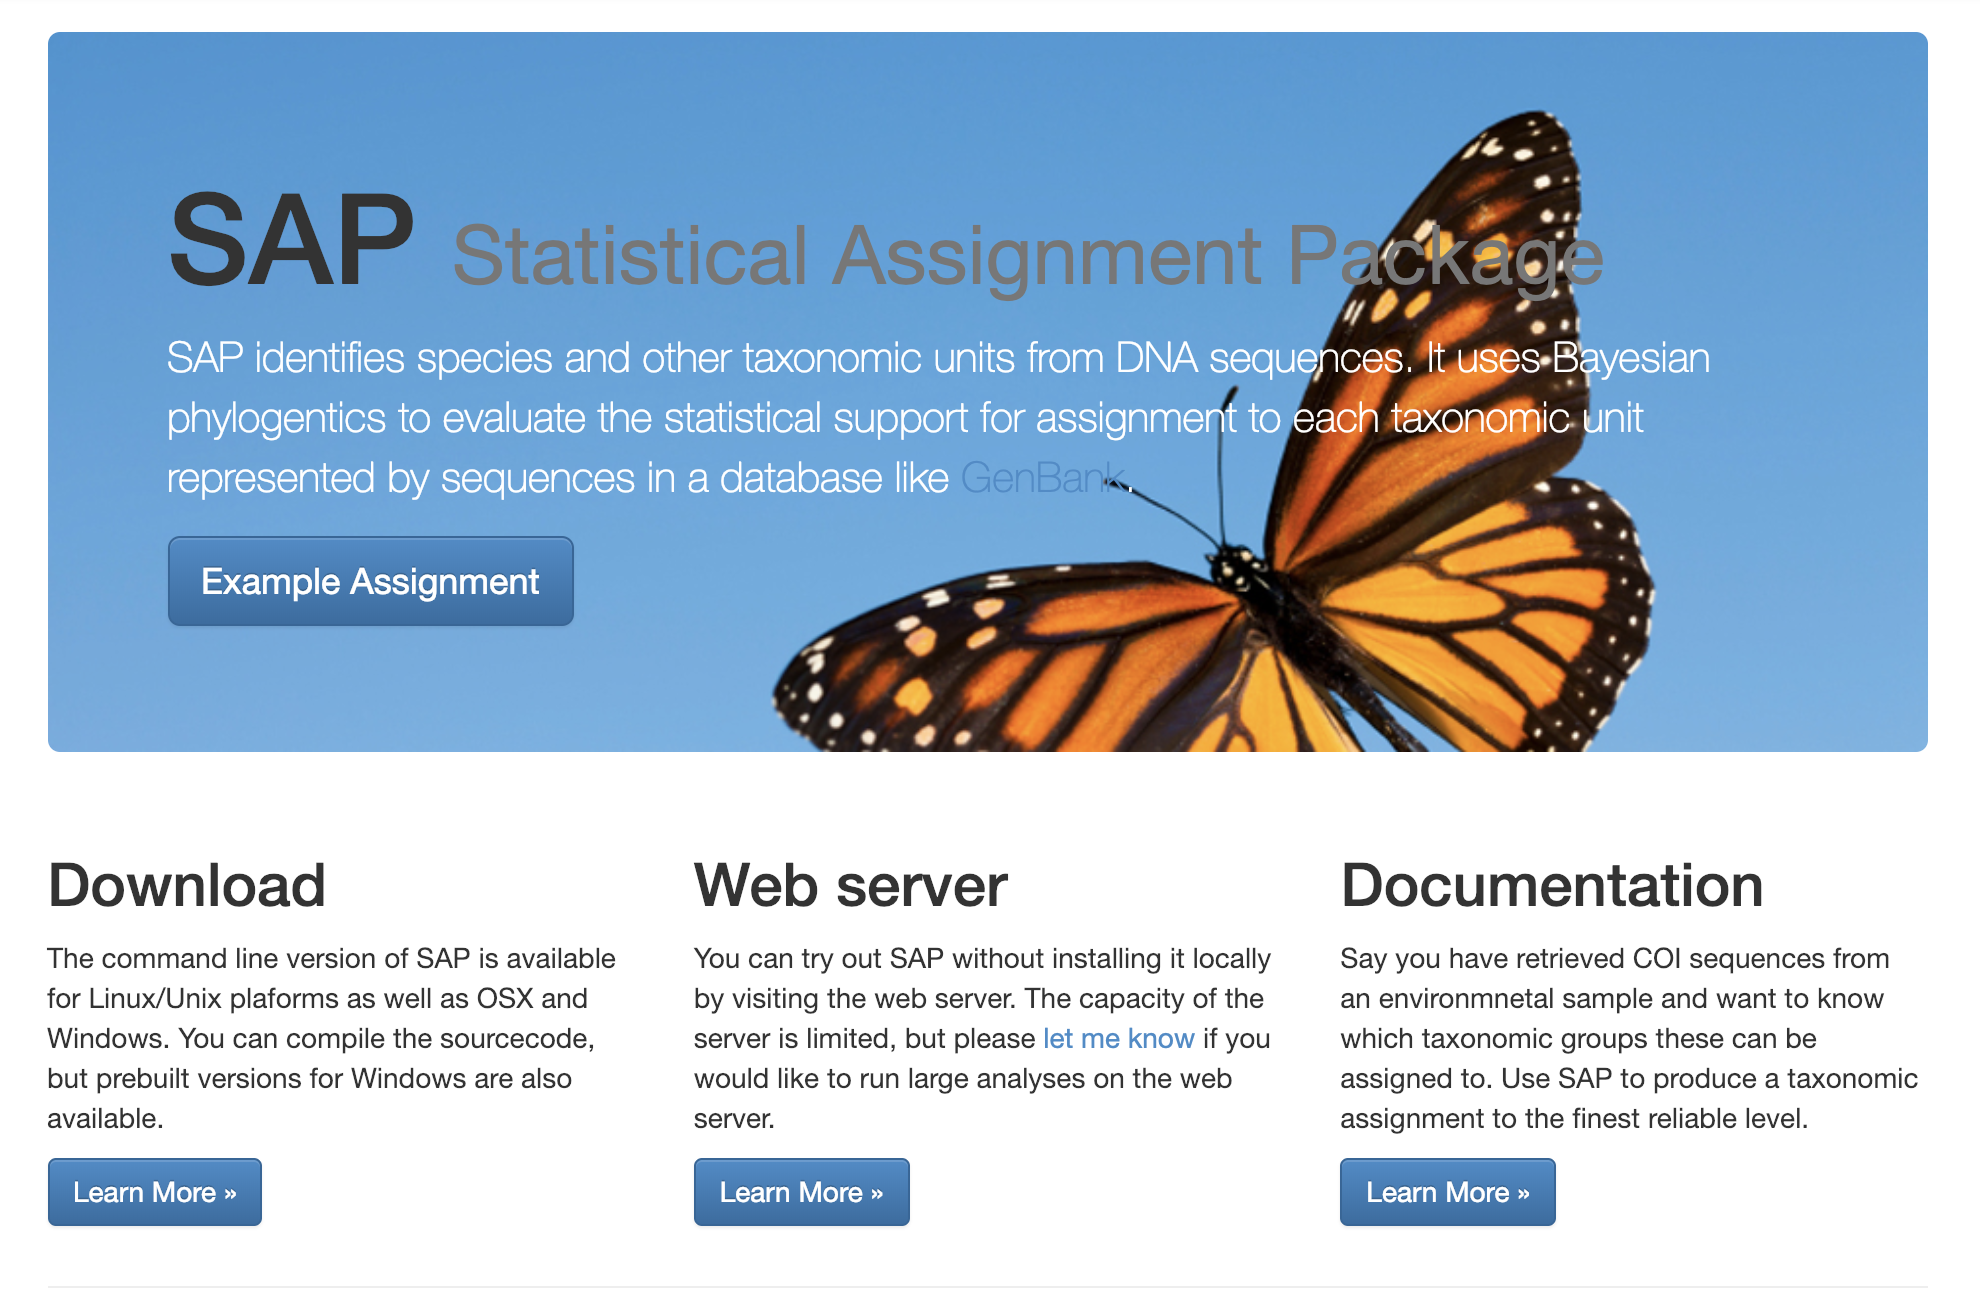 SAP Statistical Assignment Package
SAP identifies species and other taxonomic units from DNA sequences. It uses Bayesian
phylogentics to evaluate the statistical support for assignment to each taxonomic unit
represented by sequences in a database like GenBank.
Example Assignment
Download
The command line version of SAP is available
for Linux/Unix plaforms as well as OSX and
Windows. You can compile the sourcecode,
but prebuilt versions for Windows are also
available.
Learn More »
Web server
You can try out SAP without installing it locally
by visiting the web server. The capacity of the
server is limited, but please let me know if you
would like to run large analyses on the web
server.
Learn More »
Documentation
Say you have retrieved COI sequences from
an environmnetal sample and want to know
which taxonomic groups these can be
assigned to. Use SAP to produce a taxonomic
assignment to the finest reliable level.
Learn More »